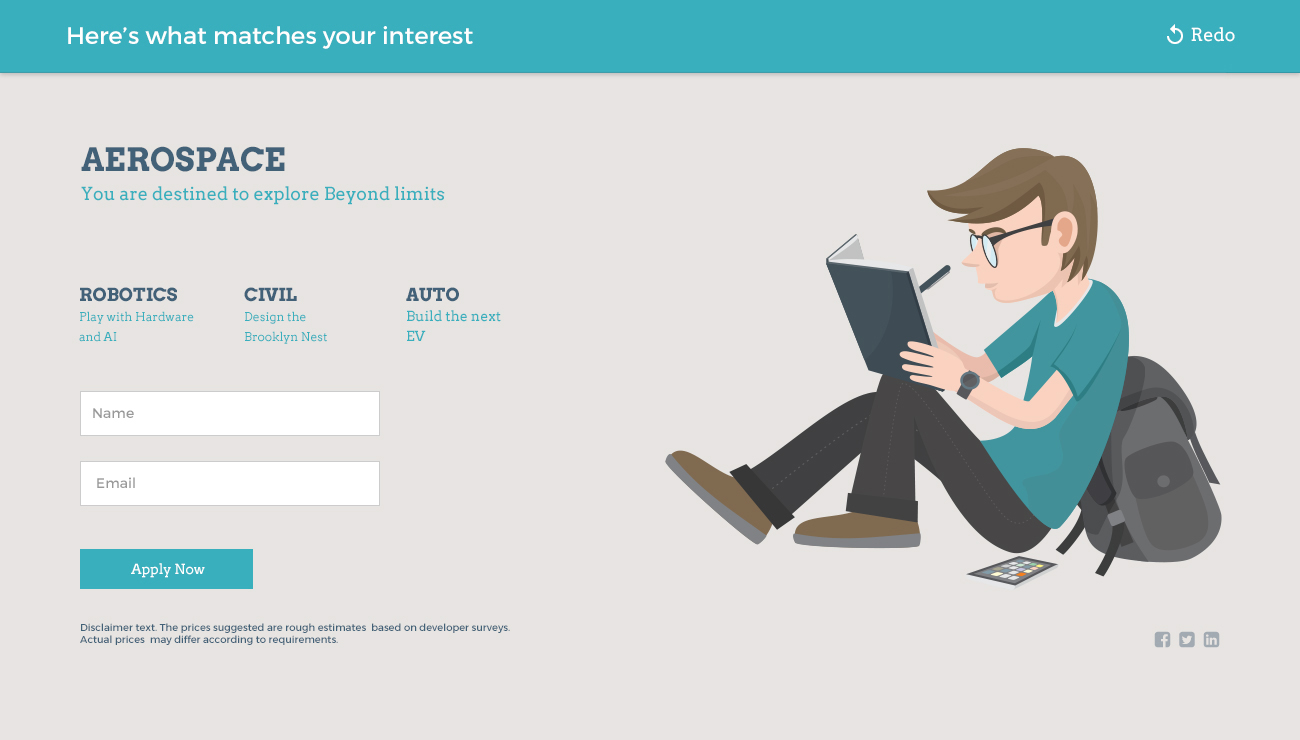 Here’s what matches your interest
Redo
AEROSPACE
You are destined to explore Beyond limits
ROBOTICS
Play with Hardware
and AI
CIVIL
Design the
Brooklyn Nest
AUTO
Build the next
EV
Name
Email
Apply Now
Disclaimer text. The prices suggested are rough estimates  based on developer surveys.
Actual prices  may differ according to requirements.